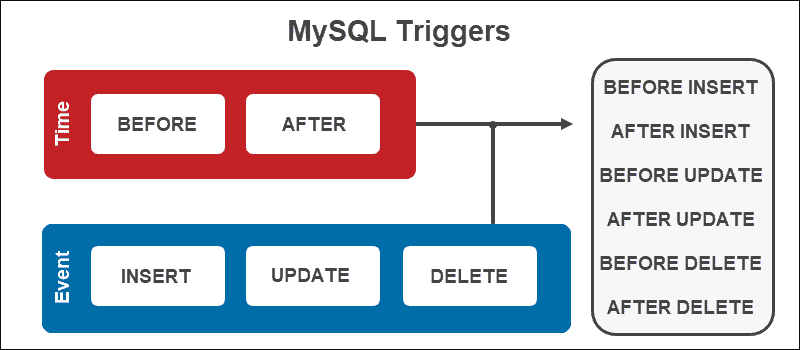 MySQL Triggers
Time
BEFORE
AFTER
Event
INSERT
UPDATE
DELETE
BEFORE INSERT
AFTER INSERT
BEFORE UPDATE
AFTER UPDATE
BEFORE DELETE
AFTER DELETE